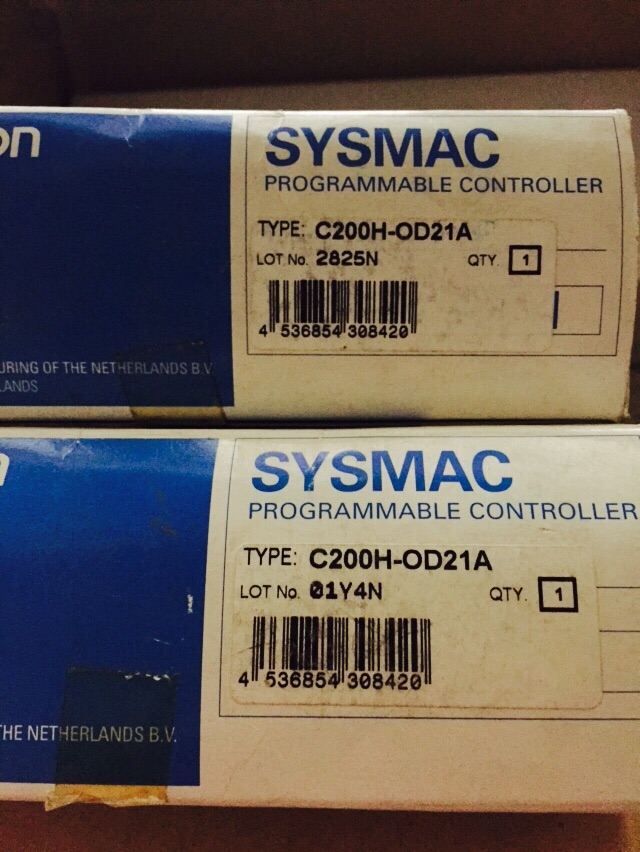 on
SYSMAC
PROGRAMMABLE CONTROLLER
TYPE: C200H-OD21A
LOT No. 2825N QTY. 1
4 536854 308420
URING OF THE NETHERLANDS B.V.
LANDS
n
SYSMAC
PROGRAMMABLE CONTROLLER
TYPE: C200H-OD21A
LOT No. 01Y4N QTY. 1
4 536854 308420
THE NETHERLANDS B.V.